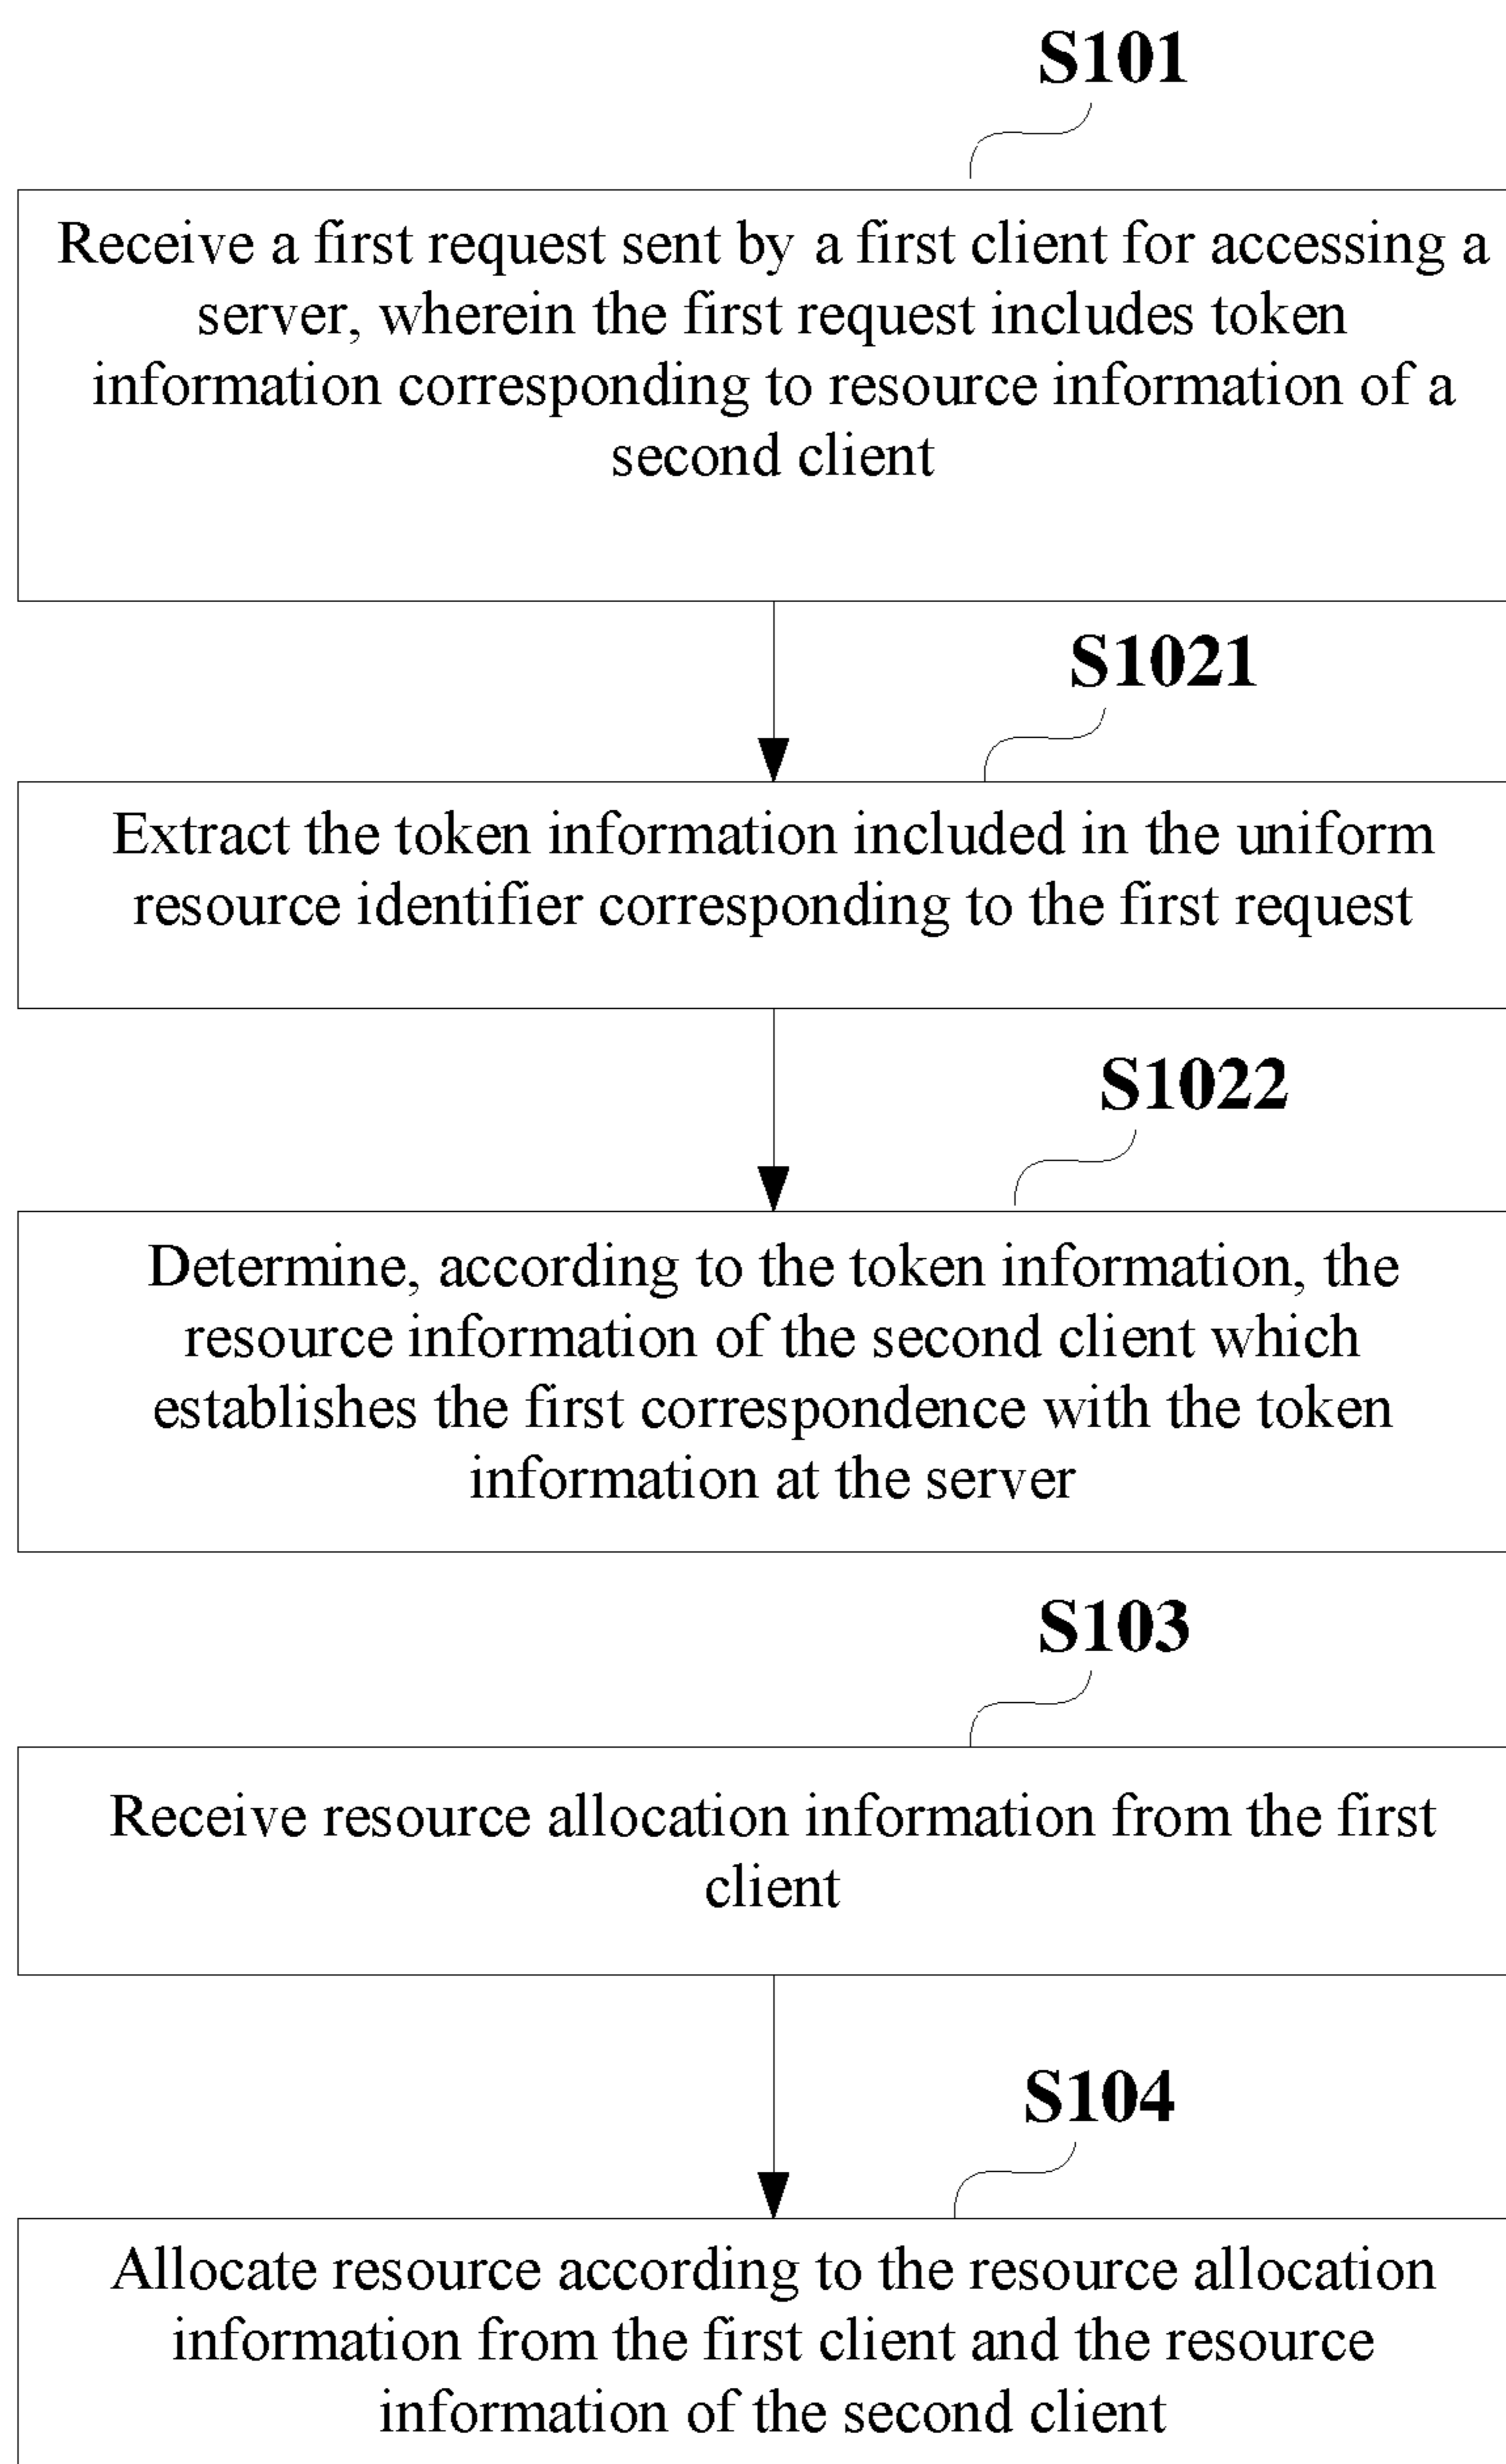 S101
Receive a first request sent by a first client for accessing a
server, wherein the first request includes token
information corresponding to resource information of a
second client
S1021
Extract the token information included in the uniform
resource identifier corresponding to the first request
S1022
Determine, according to the token information, the
resource information of the second client which
establishes the first correspondence with the token
information at the server
S103
Receive resource allocation information from the first
client
S104
Allocate resource according to the resource allocation
information from the first client and the resource
information of the second client